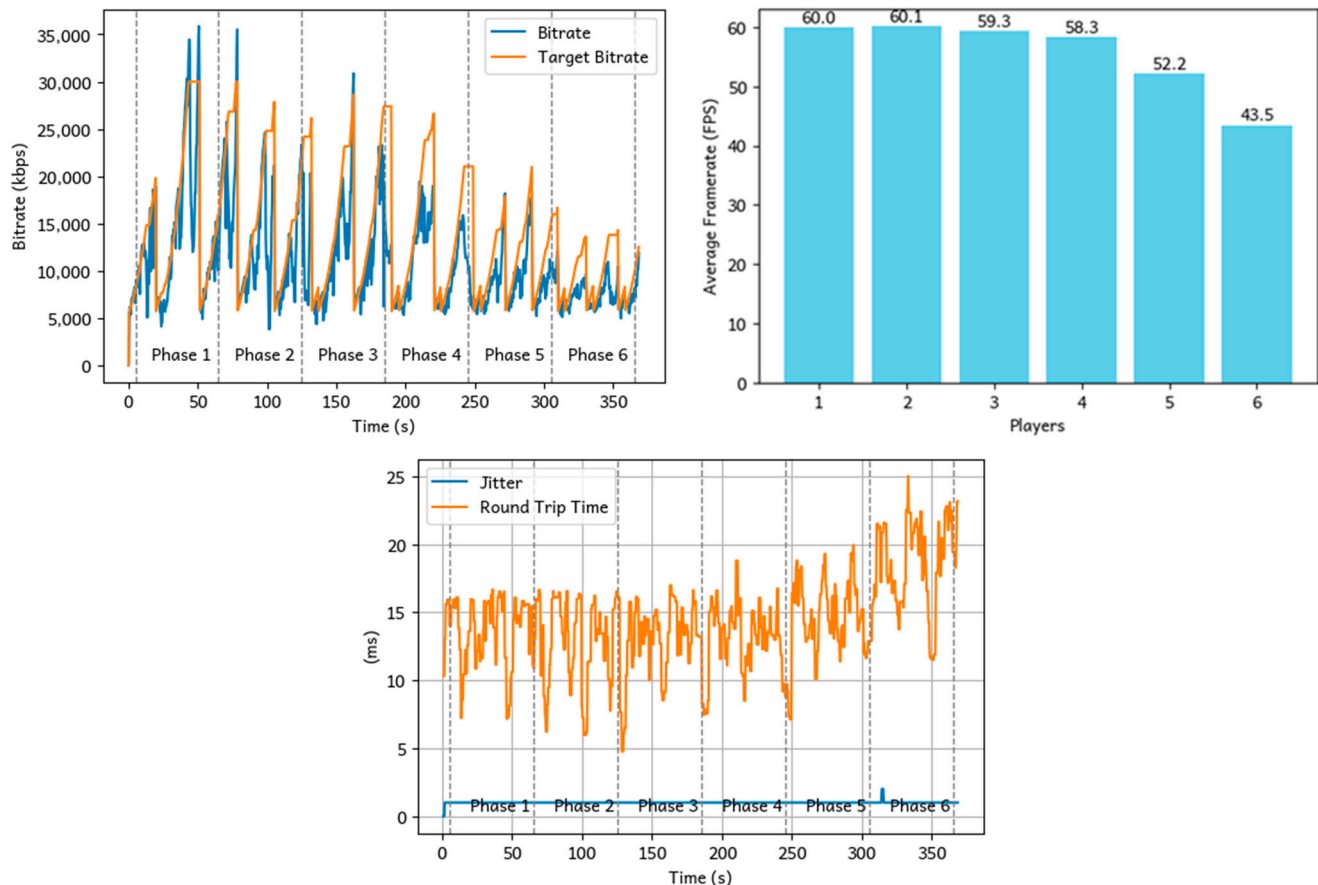 Bitrate
Target Bitrate
35,000
30,000
25,000
20,000
15,000
10,000
5,000
0
Bitrate (kbps)
Phase 1 Phase 2 Phase 3 Phase 4 Phase 5 Phase 6
0 50 100 150 200 250 300 350
Time (s)
60.0 60.1 59.3 58.3 52.2 43.5
60
50
40
30
20
10
0
Average Framerate (FPS)
1 2 3 4 5 6
Players
Jitter
Round Trip Time
25
20
15
10
5
0
(ms)
Phase 1 Phase 2 Phase 3 Phase 4 Phase 5 Phase 6
0 50 100 150 200 250 300 350
Time (s)